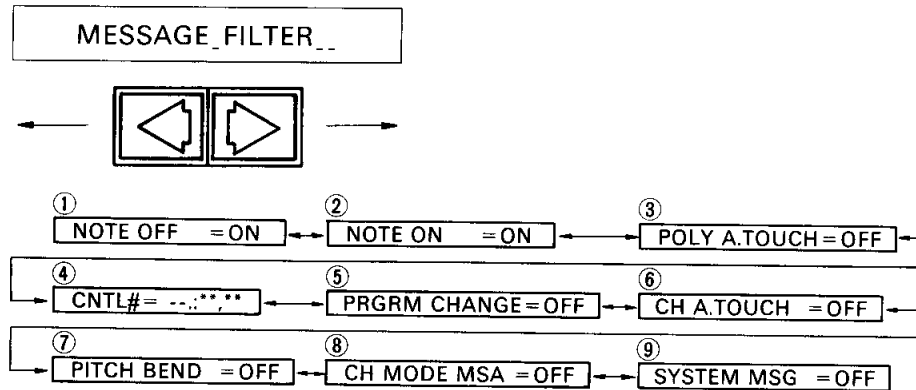 MESSAGE_FILTER_ _
① ② ③
NOTE OFF =ON NOTE ON =ON POLY A.TOUCH=OFF
④ ⑤ ⑥
CNTL#= --.:**,** PRGRM CHANGE=OFF CH A.TOUCH =OFF
⑦ ⑧ ⑨
PITCH BEND =OFF CH MODE MSA =OFF SYSTEM MSG =OFF